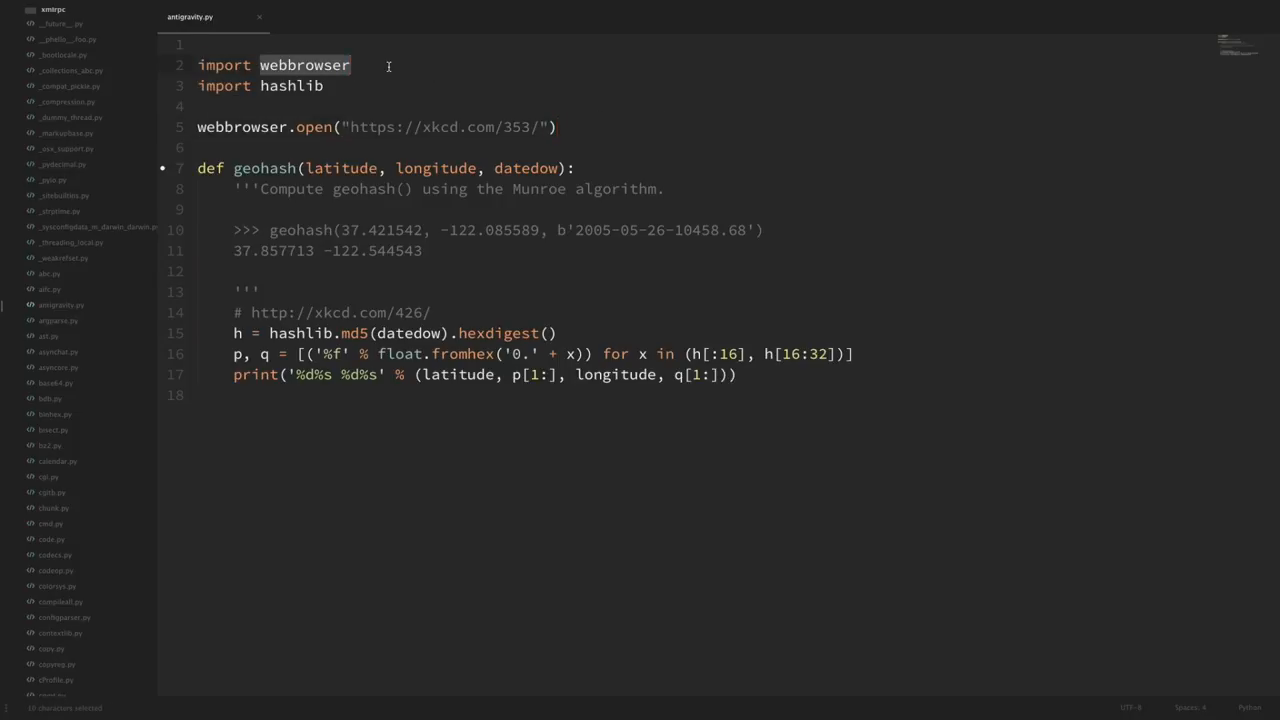 xmlrpc
__future__.py
__phello__.foo.py
_bootlocale.py
_collections_abc.py
_compat_pickle.py
_compression.py
_dummy_thread.py
_markupbase.py
_osx_support.py
_pydecimal.py
_pyio.py
_sitebuiltins.py
_strptime.py
_sysconfigdata_m_darwin_darwin.py
_threading_local.py
_weakrefset.py
abc.py
aifc.py
antigravity.py
argparse.py
ast.py
asynchat.py
asyncore.py
base64.py
bdb.py
binhex.py
bisect.py
bz2.py
calendar.py
cgi.py
cgitb.py
chunk.py
cmd.py
code.py
codecs.py
codeop.py
colorsys.py
compileall.py
configparser.py
contextlib.py
copy.py
copyreg.py
cProfile.py
antigravity.py ×
1
2 import webbrowser
3 import hashlib
4
5 webbrowser.open("https://xkcd.com/353/")
6
7 def geohash(latitude, longitude, datedow):
8 '''Compute geohash() using the Munroe algorithm.
9
10 >>> geohash(37.421542, -122.085589, b'2005-05-26-10458.68')
11 37.857713 -122.544543
12
13 '''
14 # http://xkcd.com/426/
15 h = hashlib.md5(datedow).hexdigest()
16 p, q = [('%f' % float.fromhex('0.' + x)) for x in (h[:16], h[16:32])]
17 print('%d%s %d%s' % (latitude, p[1:], longitude, q[1:]))
18
10 characters selected
UTF-8 Spaces: 4 Python